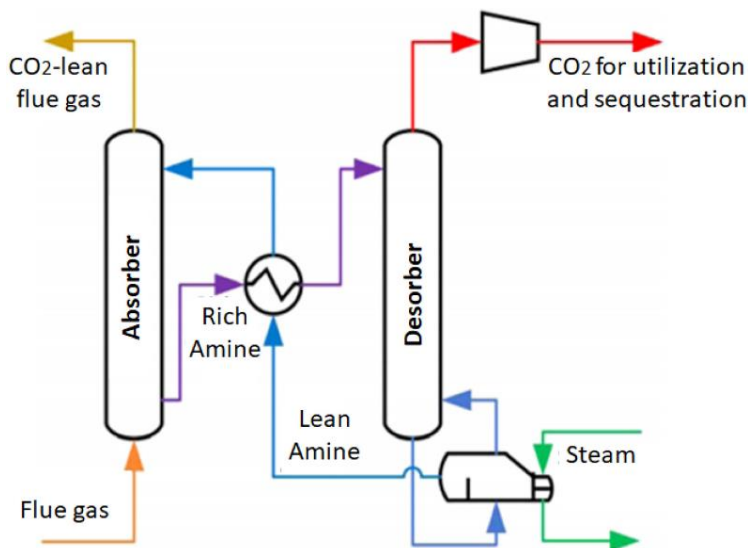 CO2-lean
flue gas
CO2 for utilization
and sequestration
Absorber
Desorber
Rich
Amine
Lean
Amine
Steam
Flue gas